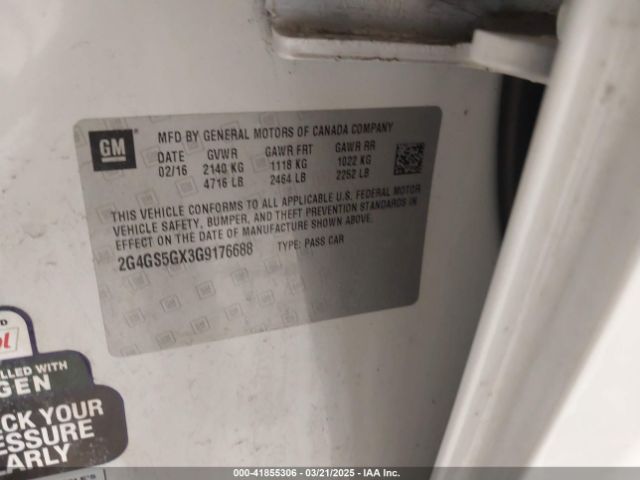 GM
MFD BY GENERAL MOTORS OF CANADA COMPANY
DATE GVWR GAWR FRT GAWR RR
02/16 2140 KG 1118 KG 1022 KG
4716 LB 2464 LB 2252 LB
THIS VEHICLE CONFORMS TO ALL APPLICABLE U.S. FEDERAL MOTOR
VEHICLE SAFETY, BUMPER, AND THEFT PREVENTION STANDARDS IN
EFFECT ON THE DATE OF MANUFACTURE SHOWN ABOVE.
2G4GS5GX3G9176688 TYPE: PASS CAR
LLED WITH
GEN
CK YOUR
ESSURE
LARLY
000-41855306 - 03/21/2025 - IAA Inc.